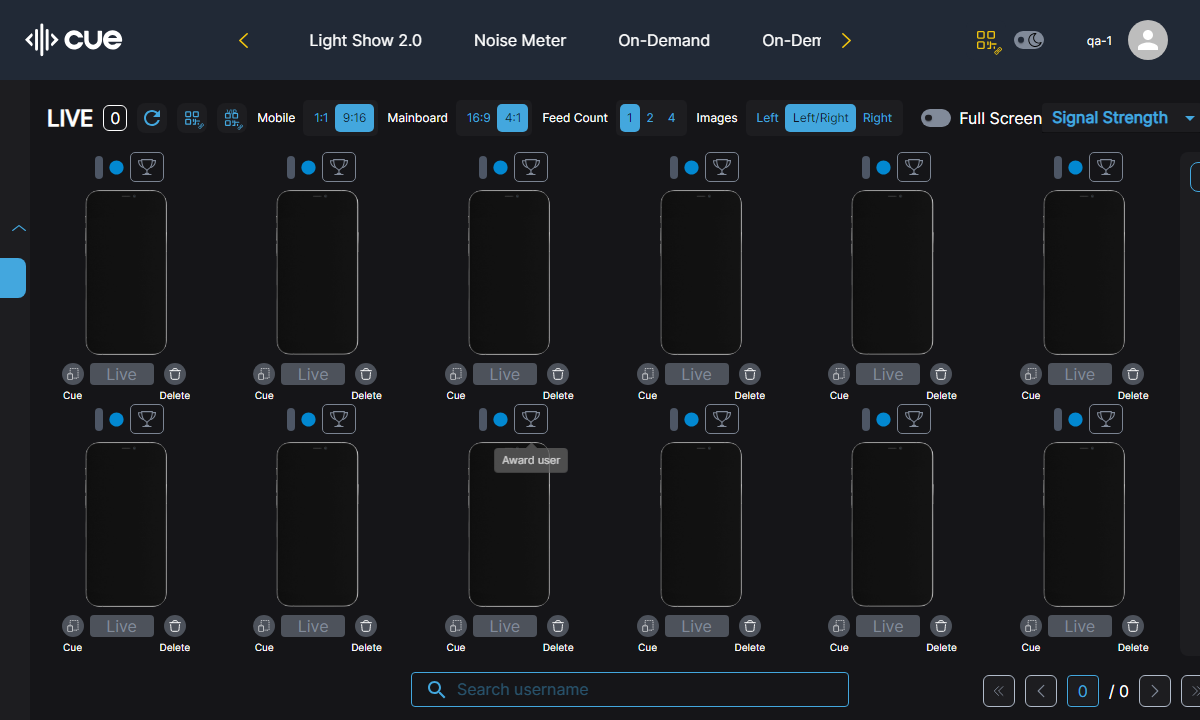 cue
Light Show 2.0 Noise Meter On-Demand On-Dem
qa-1
LIVE 0 Mobile 1:1 9:16 Mainboard 16:9 4:1 Feed Count 1 2 4 Images Left Left/Right Right Full Screen Signal Strength
Live Live Live Live Live Live
Cue Delete Cue Delete Cue Delete Cue Delete Cue Delete Cue Delete
Award user
Live Live Live Live Live Live
Cue Delete Cue Delete Cue Delete Cue Delete Cue Delete Cue Delete
Search username
0 / 0